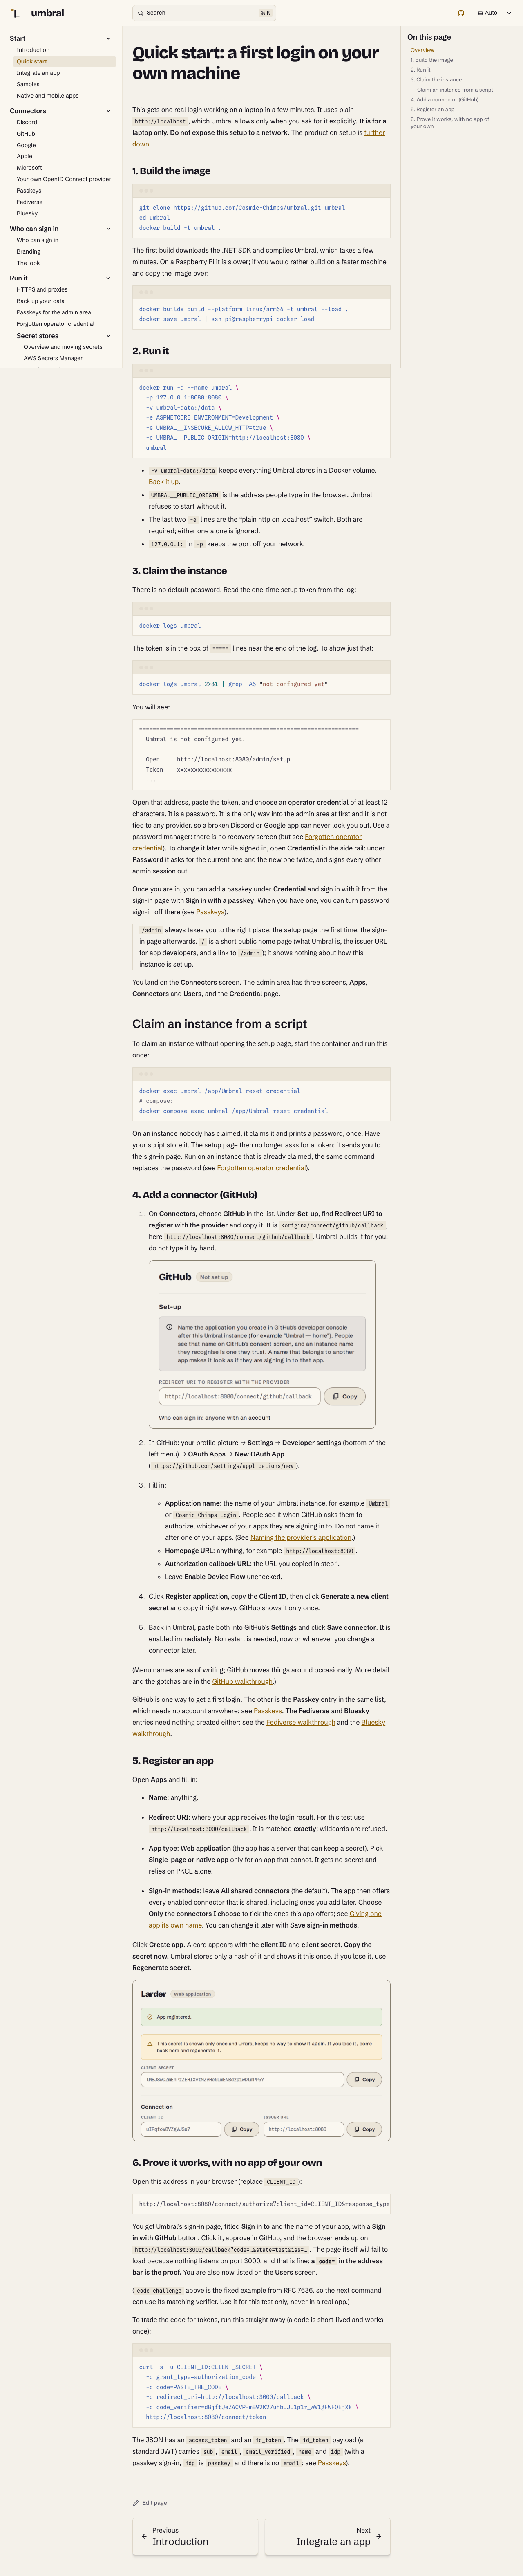 umbral
Search
⌘ K
Auto
Start
Introduction
Quick start
Integrate an app
Samples
Native and mobile apps
Connectors
Discord
GitHub
Google
Apple
Microsoft
Your own OpenID Connect provider
Passkeys
Fediverse
Bluesky
Who can sign in
Who can sign in
Branding
The look
Run it
HTTPS and proxies
Back up your data
Passkeys for the admin area
Forgotten operator credential
Secret stores
Overview and moving secrets
AWS Secrets Manager
On this page
Overview
1. Build the image
2. Run it
3. Claim the instance
Claim an instance from a script
4. Add a connector (GitHub)
5. Register an app
6. Prove it works, with no app of
your own
Quick start: a first login on your
own machine
This gets one real login working on a laptop in a few minutes. It uses plain
http://localhost, which Umbral allows only when you ask for it explicitly. It is for a
laptop only. Do not expose this setup to a network. The production setup is further
down.
1. Build the image
git clone https://github.com/Cosmic-Chimps/umbral.git umbral
cd umbral
docker build -t umbral .
The first build downloads the .NET SDK and compiles Umbral, which takes a few
minutes. On a Raspberry Pi it is slower; if you would rather build on a faster machine
and copy the image over:
docker buildx build --platform linux/arm64 -t umbral --load .
docker save umbral | ssh pi@raspberrypi docker load
2. Run it
docker run -d --name umbral \
-p 127.0.0.1:8080:8080 \
-v umbral-data:/data \
-e ASPNETCORE_ENVIRONMENT=Development \
-e UMBRAL__INSECURE_ALLOW_HTTP=true \
-e UMBRAL__PUBLIC_ORIGIN=http://localhost:8080 \
umbral
• -v umbral-data:/data keeps everything Umbral stores in a Docker volume.
Back it up.
• UMBRAL__PUBLIC_ORIGIN is the address people type in the browser. Umbral
refuses to start without it.
• The last two -e lines are the “plain http on localhost” switch. Both are
required; either one alone is ignored.
• 127.0.0.1: in -p keeps the port off your network.
3. Claim the instance
There is no default password. Read the one-time setup token from the log:
docker logs umbral
The token is in the box of ===== lines near the end of the log. To show just that:
docker logs umbral 2>&1 | grep -A6 "not configured yet"
You will see:
================================================================
Umbral is not configured yet.
Open http://localhost:8080/admin/setup
Token xxxxxxxxxxxxxxxx
...
Open that address, paste the token, and choose an operator credential of at least 12
characters. It is a password. It is the only way into the admin area at first and it is not
tied to any provider, so a broken Discord or Google app can never lock you out. Use a
password manager: there is no recovery screen (but see Forgotten operator
credential). To change it later while signed in, open Credential in the side rail: under
Password it asks for the current one and the new one twice, and signs every other
admin session out.
Once you are in, you can add a passkey under Credential and sign in with it from the
sign-in page with Sign in with a passkey. When you have one, you can turn password
sign-in off there (see Passkeys).
/admin always takes you to the right place: the setup page the first time, the sign-
in page afterwards. / is a short public home page (what Umbral is, the issuer URL
for app developers, and a link to /admin); it shows nothing about how this
instance is set up.
You land on the Connectors screen. The admin area has three screens, Apps,
Connectors and Users, and the Credential page.
Claim an instance from a script
To claim an instance without opening the setup page, start the container and run this
once:
docker exec umbral /app/Umbral reset-credential
# compose:
docker compose exec umbral /app/Umbral reset-credential
On an instance nobody has claimed, it claims it and prints a password, once. Have
your script store it. The setup page then no longer asks for a token: it sends you to
the sign-in page. Run on an instance that is already claimed, the same command
replaces the password (see Forgotten operator credential).
4. Add a connector (GitHub)
1. On Connectors, choose GitHub in the list. Under Set-up, find Redirect URI to
register with the provider and copy it. It is <origin>/connect/github/callback,
here http://localhost:8080/connect/github/callback. Umbral builds it for you:
do not type it by hand.
GitHub
Not set up
Set-up
Name the application you create in GitHub's developer console
after this Umbral instance (for example "Umbral — home"). People
see that name on GitHub's consent screen, and an instance name
they recognise is one they trust. A name that belongs to another
app makes it look as if they are signing in to that app.
REDIRECT URI TO REGISTER WITH THE PROVIDER
http://localhost:8080/connect/github/callback
Copy
Who can sign in: anyone with an account
2. In GitHub: your profile picture → Settings → Developer settings (bottom of the
left menu) → OAuth Apps → New OAuth App
(https://github.com/settings/applications/new).
3. Fill in:
◦ Application name: the name of your Umbral instance, for example Umbral
or Cosmic Chimps Login. People see it when GitHub asks them to
authorize, whichever of your apps they are signing in to. Do not name it
after one of your apps. (See Naming the provider’s application.)
◦ Homepage URL: anything, for example http://localhost:8080.
◦ Authorization callback URL: the URL you copied in step 1.
◦ Leave Enable Device Flow unchecked.
4. Click Register application, copy the Client ID, then click Generate a new client
secret and copy it right away. GitHub shows it only once.
5. Back in Umbral, paste both into GitHub’s Settings and click Save connector. It is
enabled immediately. No restart is needed, now or whenever you change a
connector later.
(Menu names are as of writing; GitHub moves things around occasionally. More detail
and the gotchas are in the GitHub walkthrough.)
GitHub is one way to get a first login. The other is the Passkey entry in the same list,
which needs no account anywhere: see Passkeys. The Fediverse and Bluesky
entries need nothing created either: see the Fediverse walkthrough and the Bluesky
walkthrough.
5. Register an app
Open Apps and fill in:
• Name: anything.
• Redirect URI: where your app receives the login result. For this test use
http://localhost:3000/callback. It is matched exactly; wildcards are refused.
• App type: Web application (the app has a server that can keep a secret). Pick
Single-page or native app only for an app that cannot. It gets no secret and
relies on PKCE alone.
• Sign-in methods: leave All shared connectors (the default). The app then offers
every enabled connector that is shared, including ones you add later. Choose
Only the connectors I choose to tick the ones this app offers; see Giving one
app its own name. You can change it later with Save sign-in methods.
Click Create app. A card appears with the client ID and client secret. Copy the
secret now. Umbral stores only a hash of it and shows it this once. If you lose it, use
Regenerate secret.
Larder
Web application
App registered.
This secret is shown only once and Umbral keeps no way to show it again. If you lose it, come
back here and regenerate it.
CLIENT SECRET
Copy
Connection
CLIENT ID
Copy
ISSUER URL
http://localhost:8080
Copy
6. Prove it works, with no app of your own
Open this address in your browser (replace CLIENT_ID):
http://localhost:8080/connect/authorize?client_id=CLIENT_ID&response_type
You get Umbral’s sign-in page, titled Sign in to and the name of your app, with a Sign
in with GitHub button. Click it, approve in GitHub, and the browser ends up on
http://localhost:3000/callback?code=…&state=test&iss=…. The page itself will fail to
load because nothing listens on port 3000, and that is fine: a code= in the address
bar is the proof. You are also now listed on the Users screen.
(code_challenge above is the fixed example from RFC 7636, so the next command
can use its matching verifier. Use it for this test only, never in a real app.)
To trade the code for tokens, run this straight away (a code is short-lived and works
once):
curl -s -u CLIENT_ID:CLIENT_SECRET \
-d grant_type=authorization_code \
-d code=PASTE_THE_CODE \
-d redirect_uri=http://localhost:3000/callback \
-d code_verifier=dBjftJeZ4CVP-mB92K27uhbUJU1p1r_wW1gFWFOEjXk \
http://localhost:8080/connect/token
The JSON has an access_token and an id_token. The id_token payload (a
standard JWT) carries sub, email, email_verified, name and idp (with a
passkey sign-in, idp is passkey and there is no email: see Passkeys).
Edit page
Previous
Introduction
Next
Integrate an app